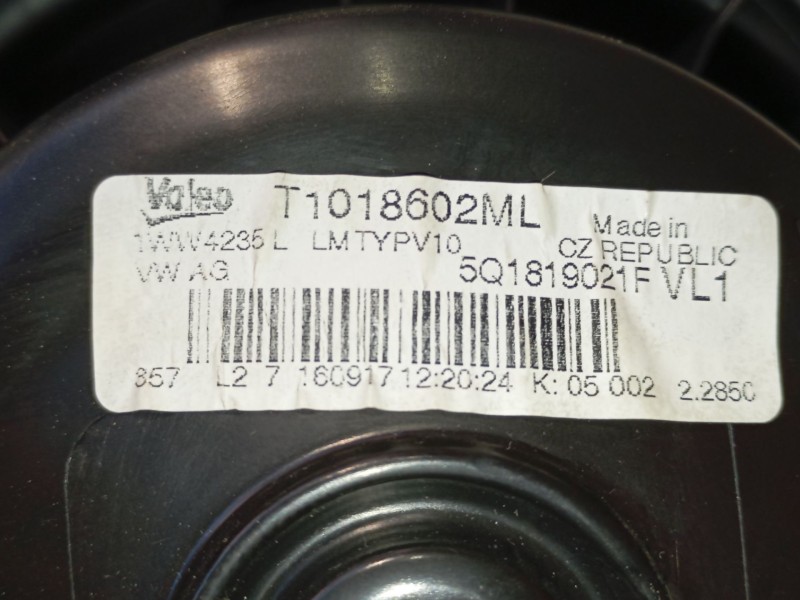 Valeo T1018602ML
Made in
1WW4235 L LMTYPV10 CZ REPUBLIC
VW AG 5Q1819021F VL1
857 L2 7 160917 12:20:24 K: 05 002 2.2850